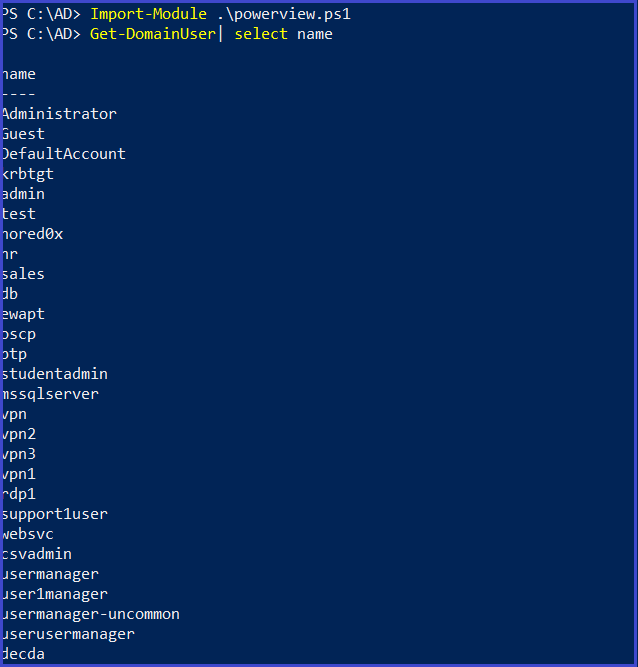 PS C:\AD> Import-Module .\powerview.ps1
PS C:\AD> Get-DomainUser| select name
name
----
Administrator
Guest
DefaultAccount
krbtgt
admin
test
nored0x
hr
sales
db
ewapt
oscp
ptp
studentadmin
mssqlserver
vpn
vpn2
vpn3
vpn1
rdp1
support1user
websvc
csvadmin
usermanager
user1manager
usermanager-uncommon
userusermanager
decda